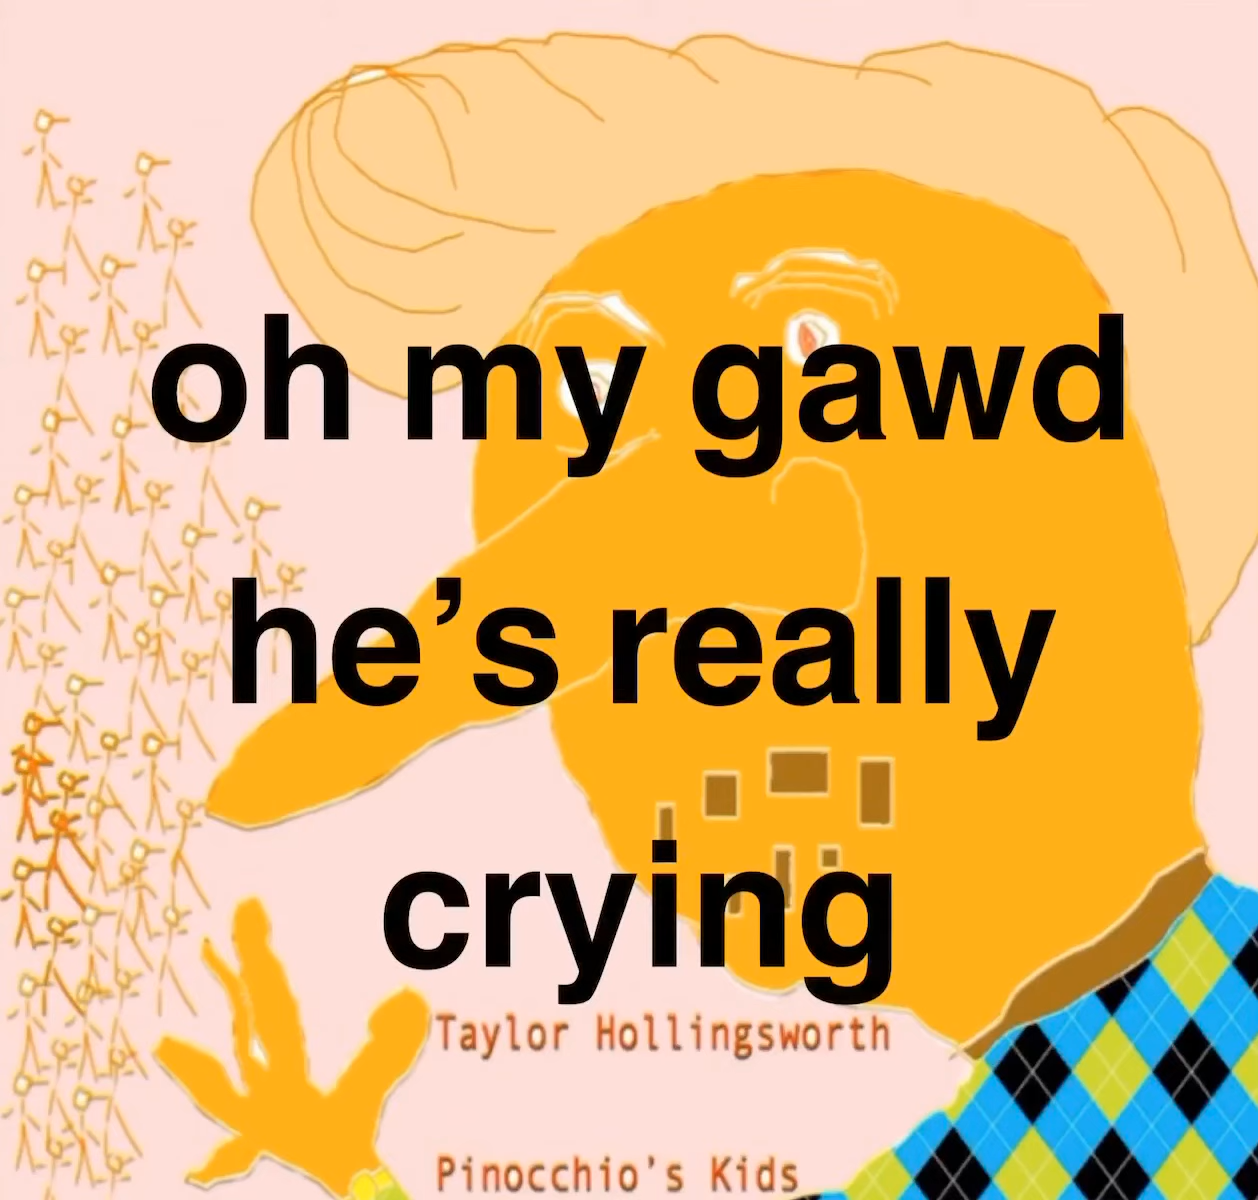 oh my gawd
he’s really
crying
Taylor Hollingsworth
Pinocchio's Kids